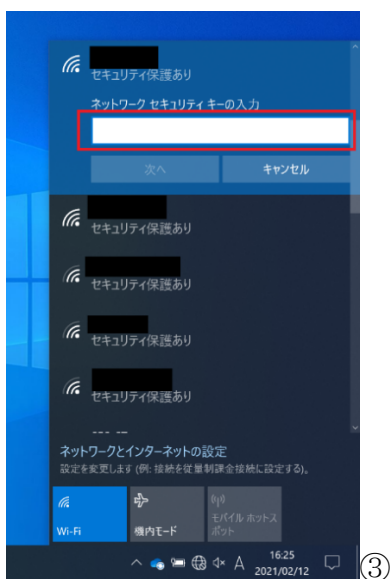 セキュリティ保護あり
ネットワーク セキュリティ キーの入力
次へ
キャンセル
セキュリティ保護あり
セキュリティ保護あり
セキュリティ保護あり
セキュリティ保護あり
ネットワークとインターネットの設定
設定を変更します (例: 接続を従量制課金接続に設定する)。
Wi-Fi
機内モード
モバイル ホットス
ポット
A
16:25
2021/02/12
③